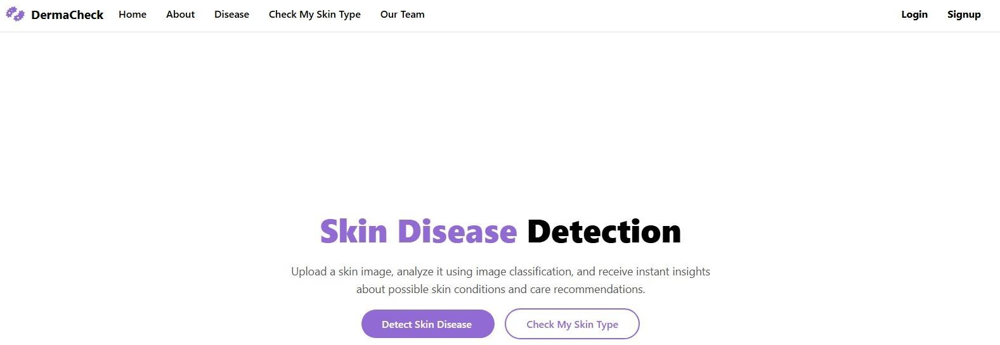 DermaCheck Home About Disease Check My Skin Type Our Team Login Signup
Skin Disease Detection
Upload a skin image, analyze it using image classification, and receive instant insights
about possible skin conditions and care recommendations.
Detect Skin Disease Check My Skin Type